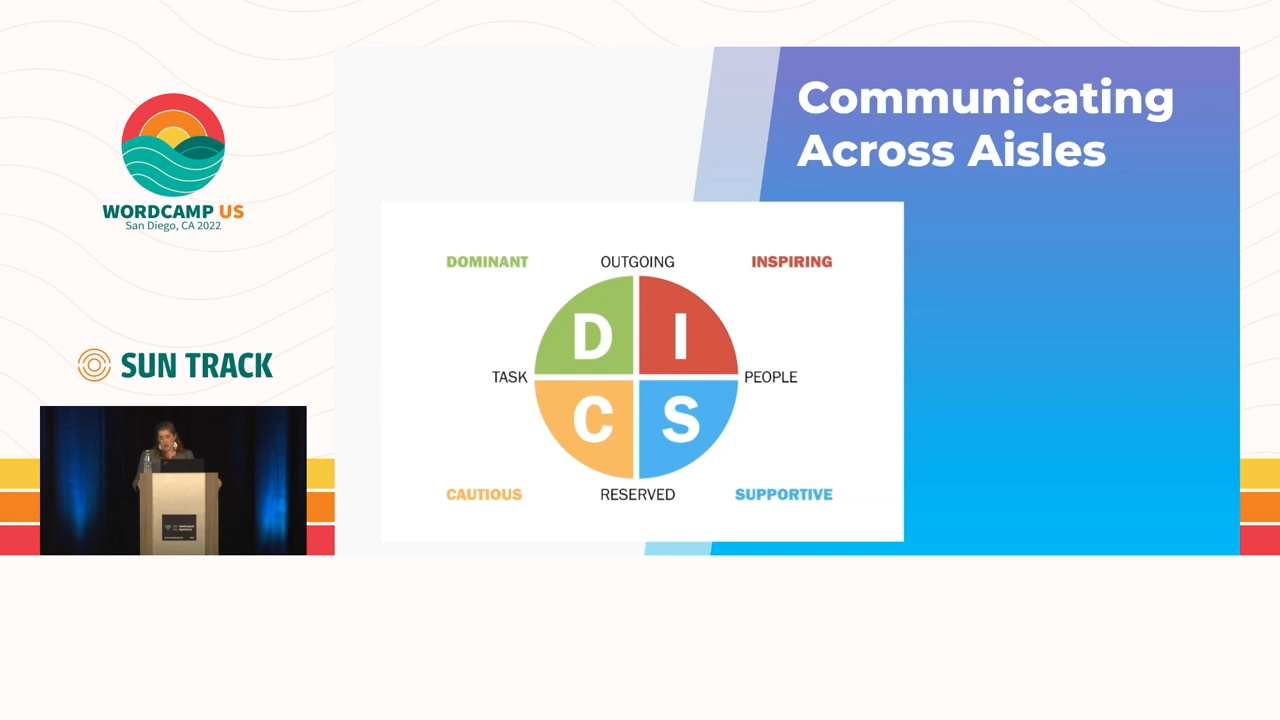 WORDCAMP US
San Diego, CA 2022
SUN TRACK
Communicating
Across Aisles
DOMINANT
OUTGOING
INSPIRING
D
I
TASK
PEOPLE
C
S
CAUTIOUS
RESERVED
SUPPORTIVE